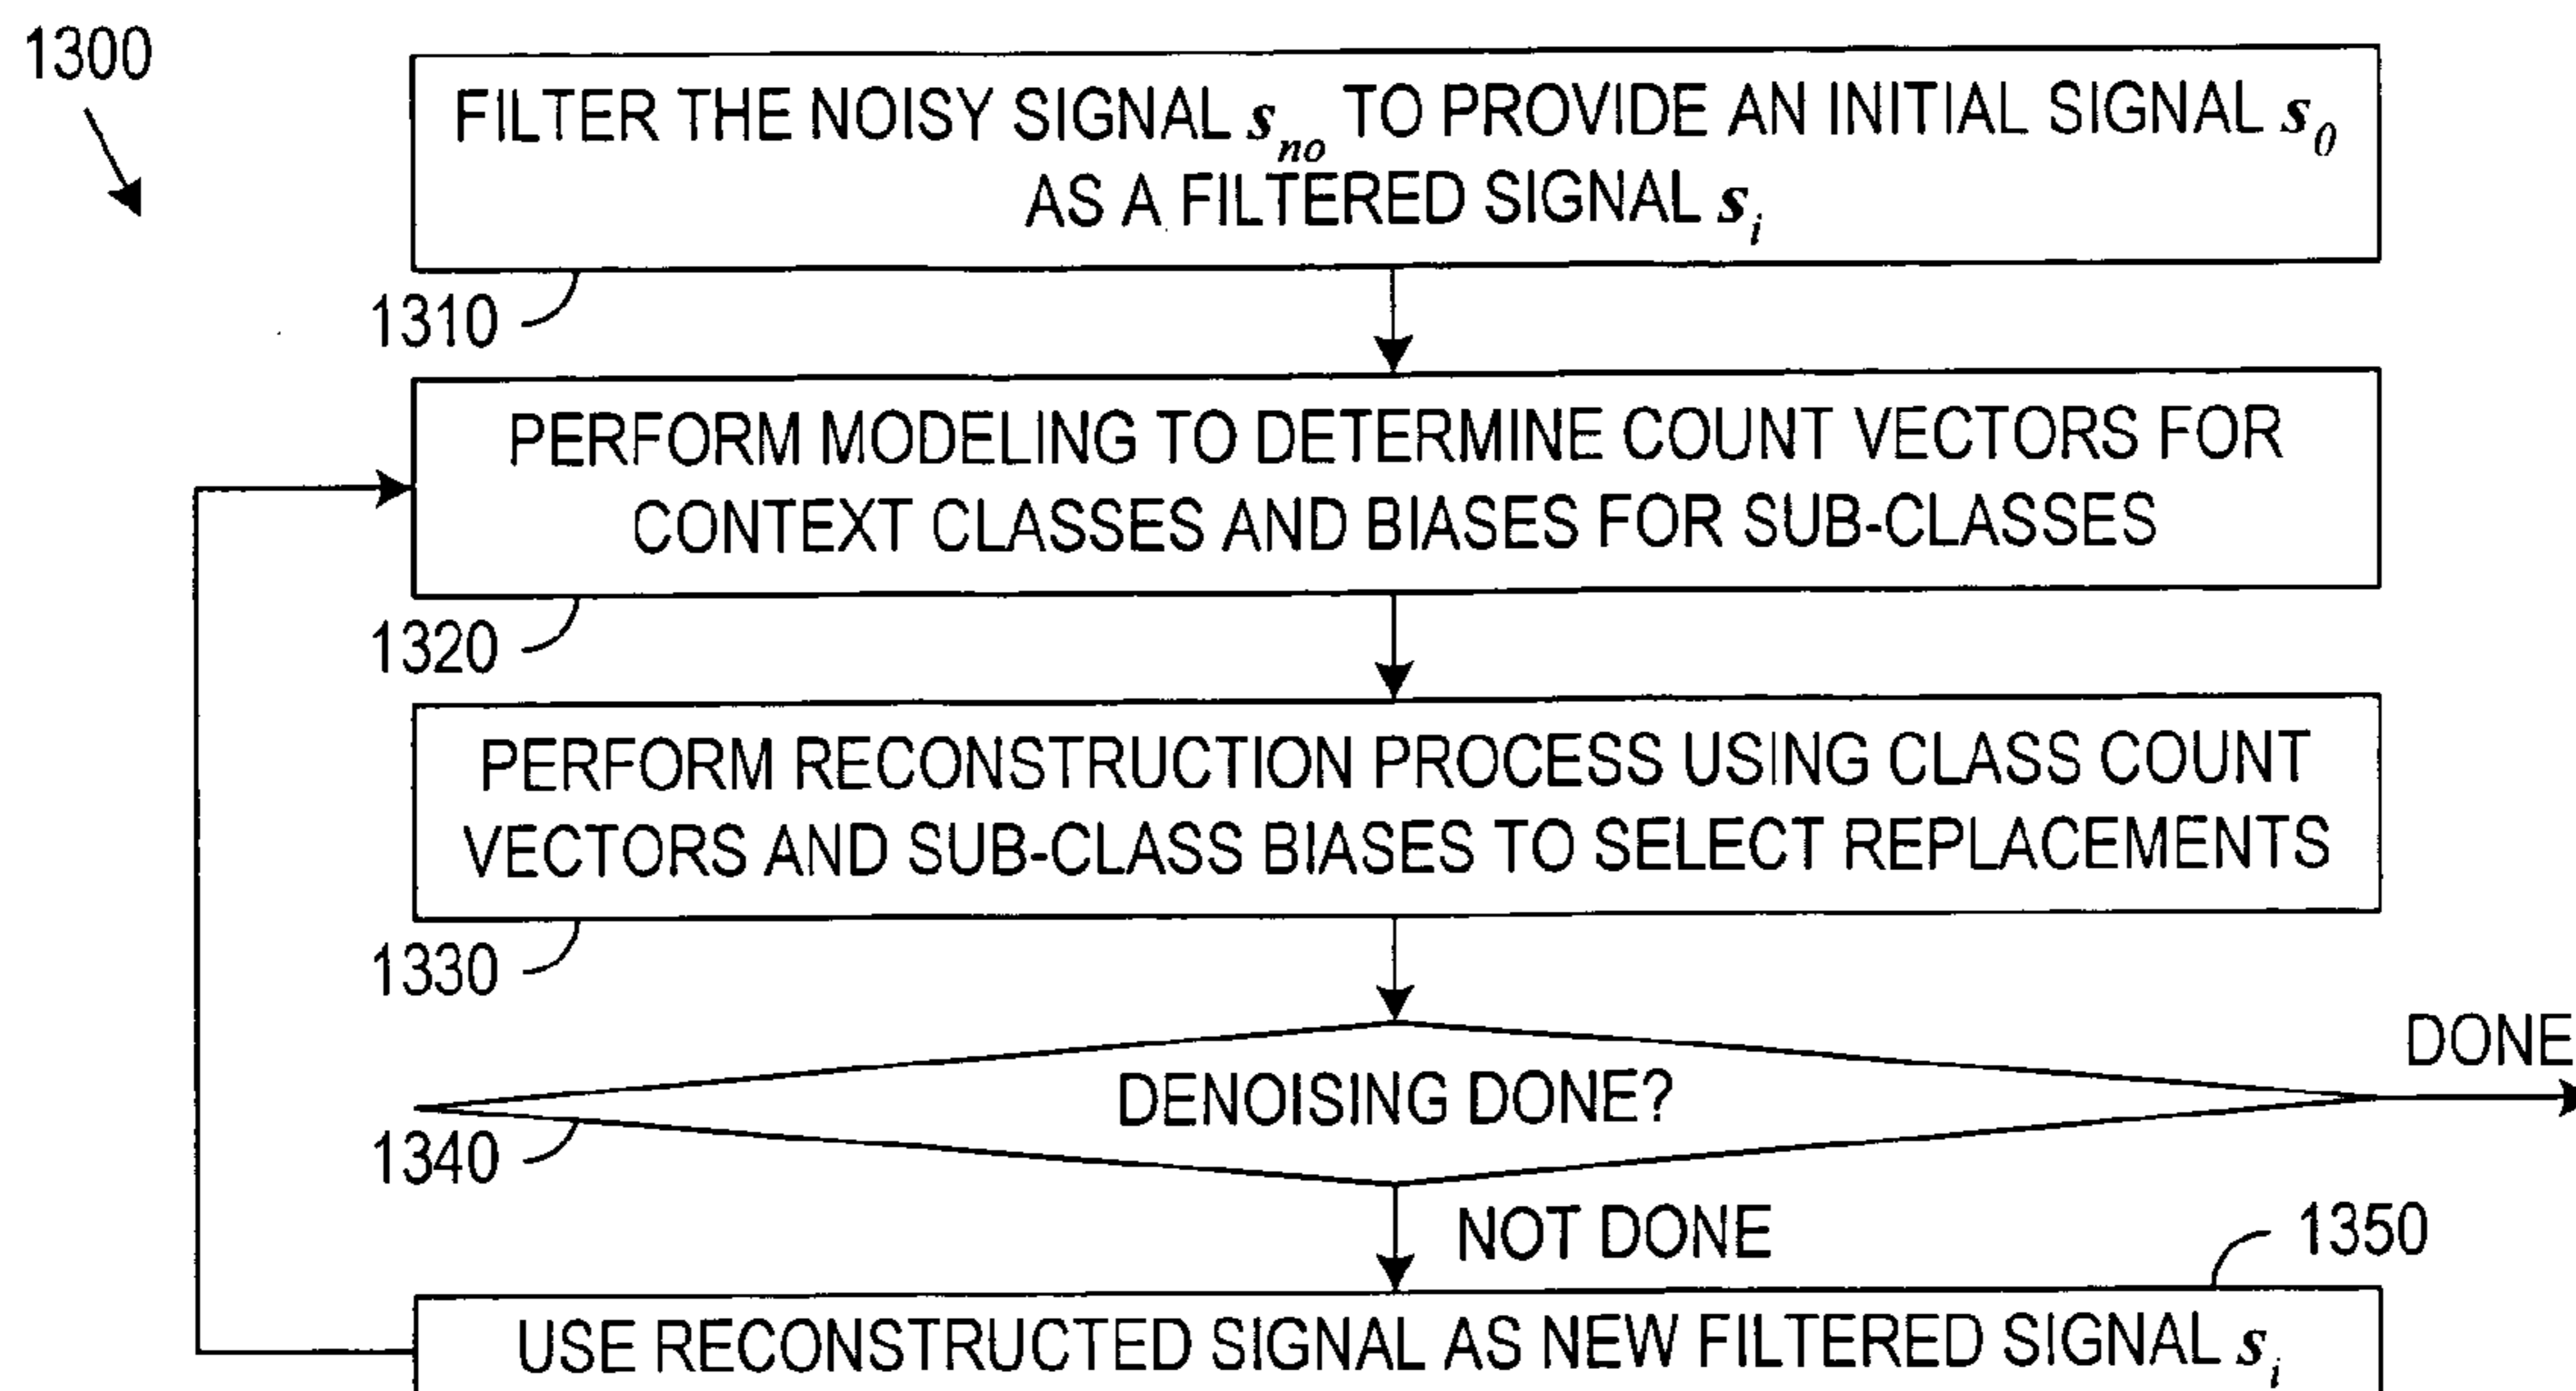 1300
FILTER THE NOISY SIGNAL s_no TO PROVIDE AN INITIAL SIGNAL s_0
AS A FILTERED SIGNAL s_i
1310
PERFORM MODELING TO DETERMINE COUNT VECTORS FOR
CONTEXT CLASSES AND BIASES FOR SUB-CLASSES
1320
PERFORM RECONSTRUCTION PROCESS USING CLASS COUNT
VECTORS AND SUB-CLASS BIASES TO SELECT REPLACEMENTS
1330
DONE
DENOISING DONE?
1340
NOT DONE
1350
USE RECONSTRUCTED SIGNAL AS NEW FILTERED SIGNAL s_i